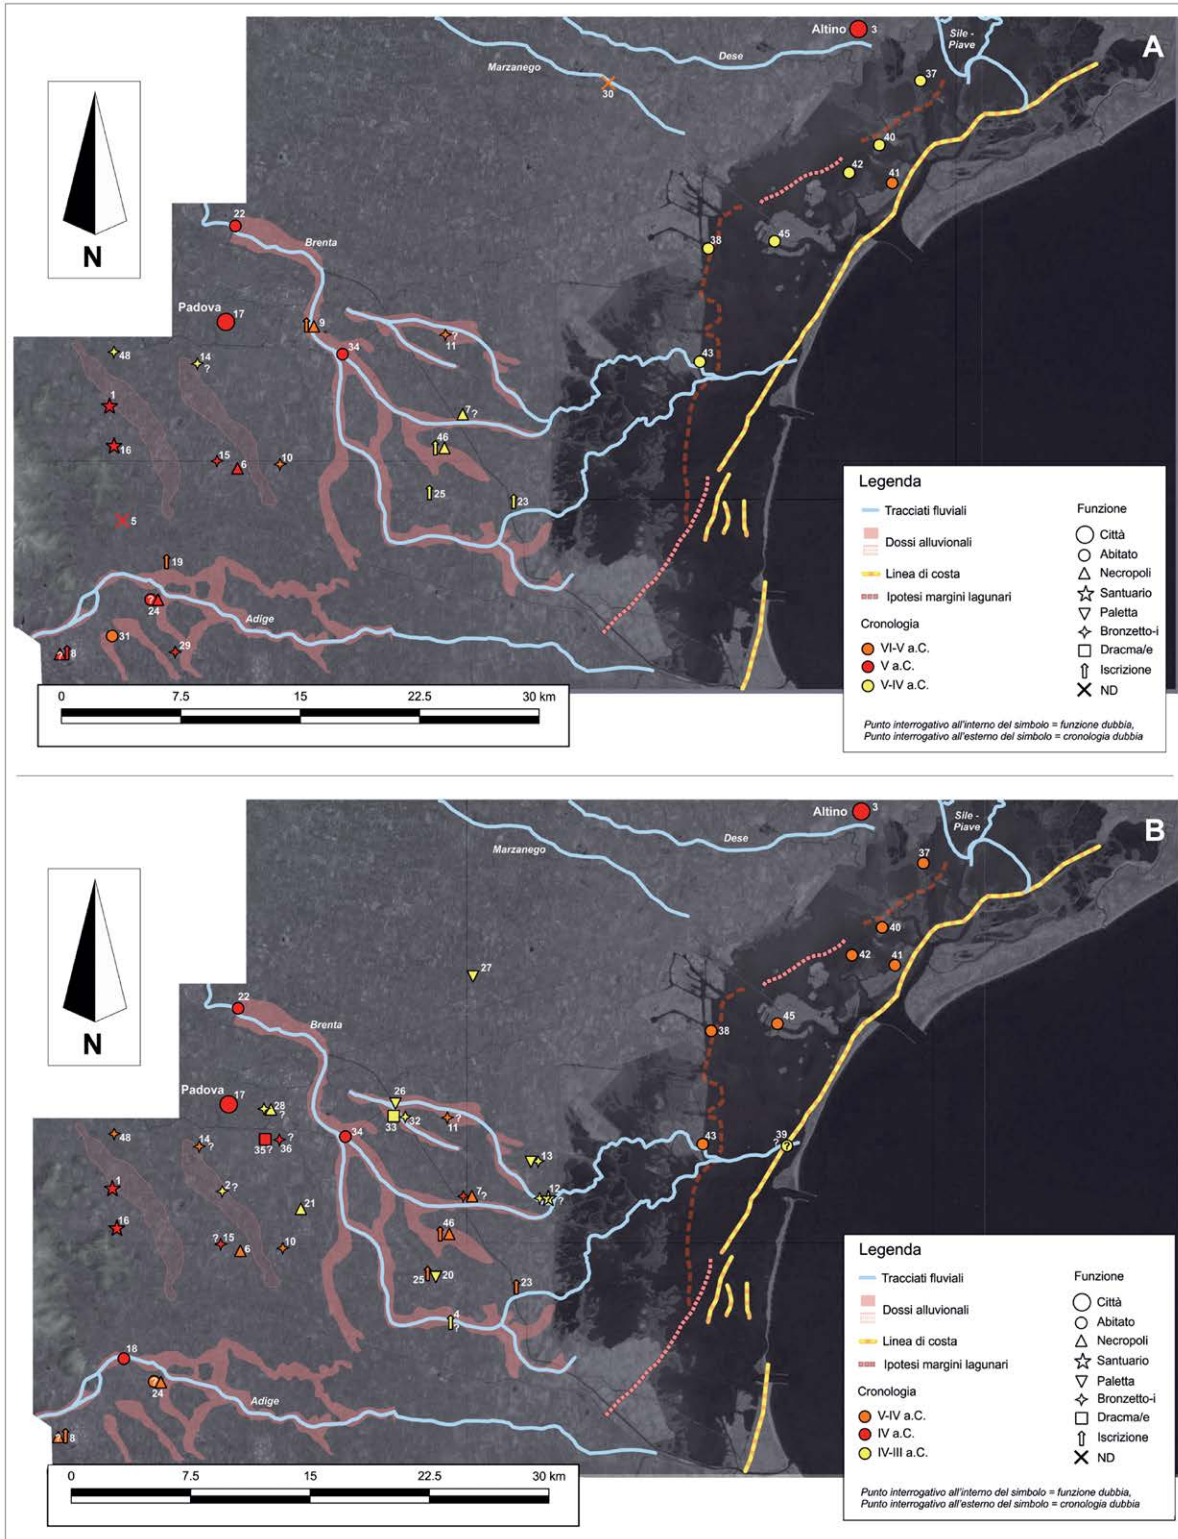 A
Altino
3
Sile -
Piave
Dese
Marzanego
30
37
40
42
41
45
38
43
22
Brenta
Padova
17
9
34
11
?
48
14
?
1
16
15
6
10
7 ?
46
25
23
5
19
?
24
Adige
31
29
?
8
N
0
7.5
15
22.5
30 km
Legenda
Tracciati fluviali
Dossi alluvionali
Linea di costa
Ipotesi margini lagunari
Cronologia
VI-V a.C.
V a.C.
V-IV a.C.
Funzione
Città
Abitato
Necropoli
Santuario
Paletta
Bronzetto-i
Dracma/e
Iscrizione
ND
Punto interrogativo all'interno del simbolo = funzione dubbia,
Punto interrogativo all'esterno del simbolo = cronologia dubbia
B
Altino
3
Sile -
Piave
Dese
Marzanego
37
40
42
41
45
38
43
39
?
?
27
22
Brenta
Padova
17
28
?
26
33
32
11
?
34
35?
36
?
48
14
?
1
16
2 ?
21
? 15
6
10
13
12
?
7
?
46
25
20
23
4
?
18
24
Adige
?
8
N
0
7.5
15
22.5
30 km
Legenda
Tracciati fluviali
Dossi alluvionali
Linea di costa
Ipotesi margini lagunari
Cronologia
V-IV a.C.
IV a.C.
IV-III a.C.
Funzione
Città
Abitato
Necropoli
Santuario
Paletta
Bronzetto-i
Dracma/e
Iscrizione
ND
Punto interrogativo all'interno del simbolo = funzione dubbia,
Punto interrogativo all'esterno del simbolo = cronologia dubbia